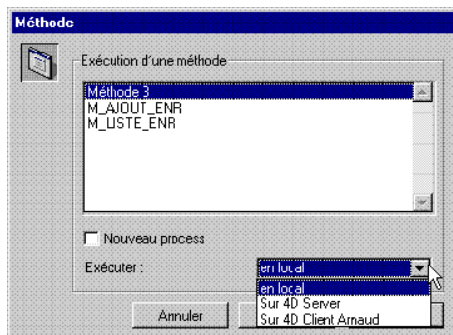 Méthode
Exécution d'une méthode
Méthode 3
M_AJOUT_ENR
M_LISTE_ENR
Nouveau process
Exécuter :
en local
en local
Sur 4D Server
Sur 4D Client Arnaud
Annuler